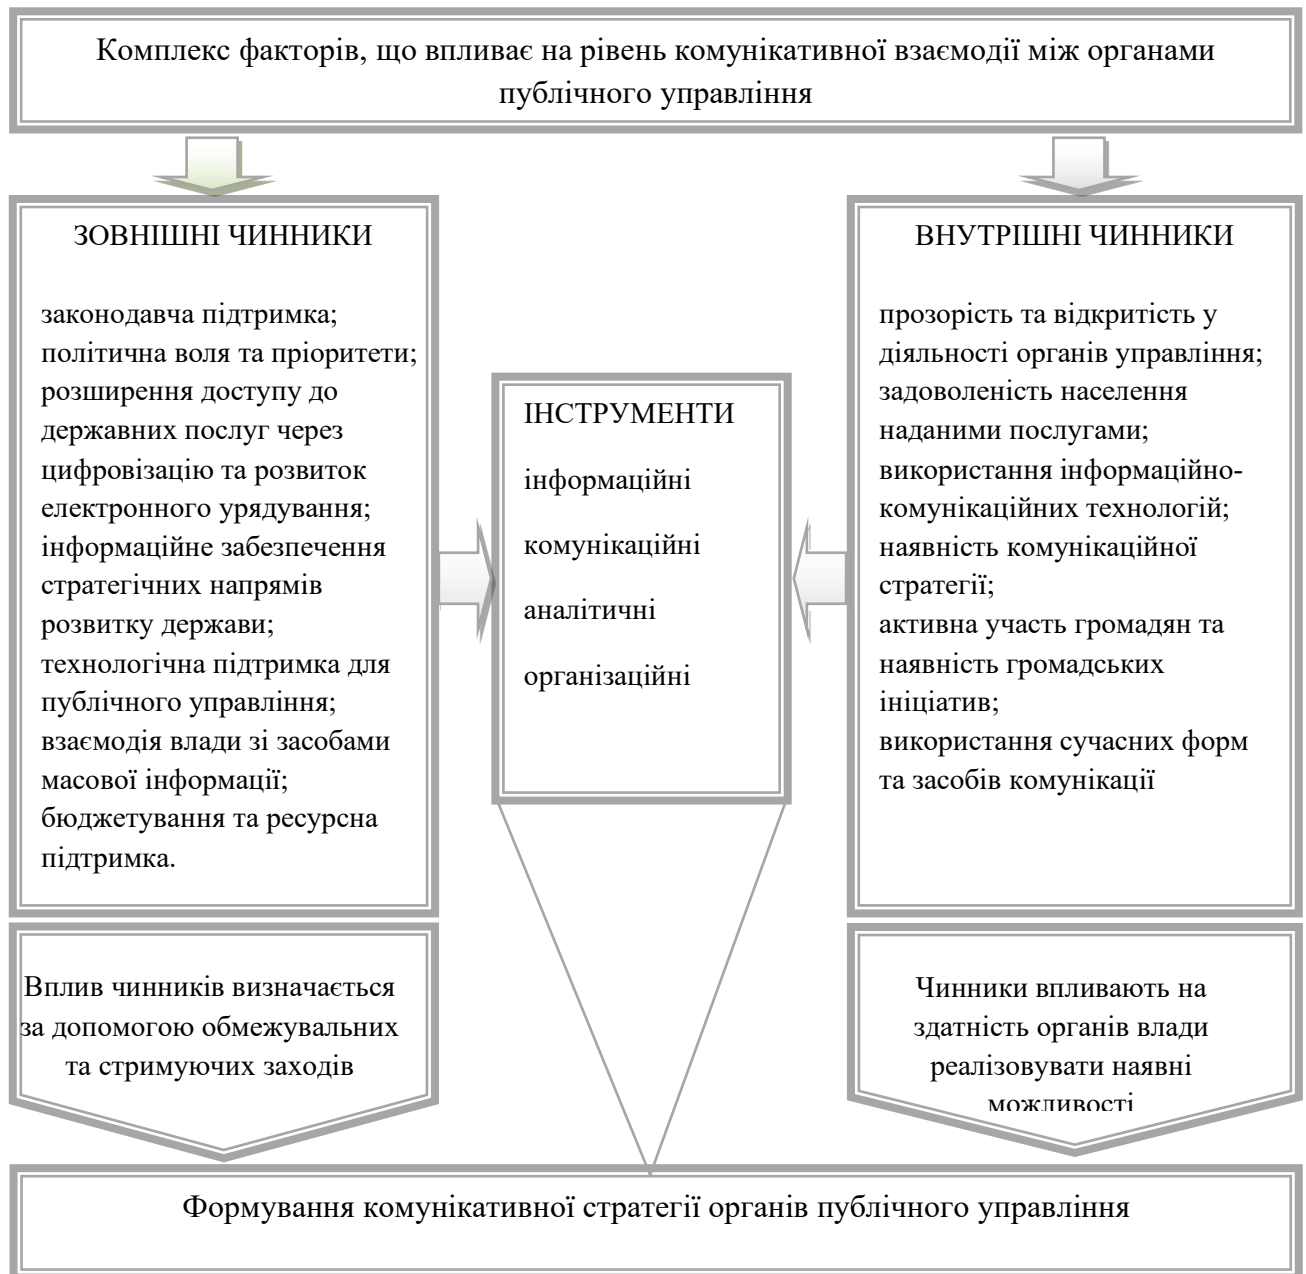 Комплекс факторів, що впливає на рівень комунікативної взаємодії між органами
публічного управління
ЗОВНІШНІ ЧИННИКИ
законодавча підтримка;
політична воля та пріоритети;
розширення доступу до
державних послуг через
цифровізацію та розвиток
електронного урядування;
інформаційне забезпечення
стратегічних напрямів
розвитку держави;
технологічна підтримка для
публічного управління;
взаємодія влади зі засобами
масової інформації;
бюджетування та ресурсна
підтримка.
ІНСТРУМЕНТИ
інформаційні
комунікаційні
аналітичні
організаційні
ВНУТРІШНІ ЧИННИКИ
прозорість та відкритість у
діяльності органів управління;
задоволеність населення
наданими послугами;
використання інформаційно-
комунікаційних технологій;
наявність комунікаційної
стратегії;
активна участь громадян та
наявність громадських
ініціатив;
використання сучасних форм
та засобів комунікації
Вплив чинників визначається
за допомогою обмежувальних
та стримуючих заходів
Чинники впливають на
здатність органів влади
реалізовувати наявні
можливості
Формування комунікативної стратегії органів публічного управління